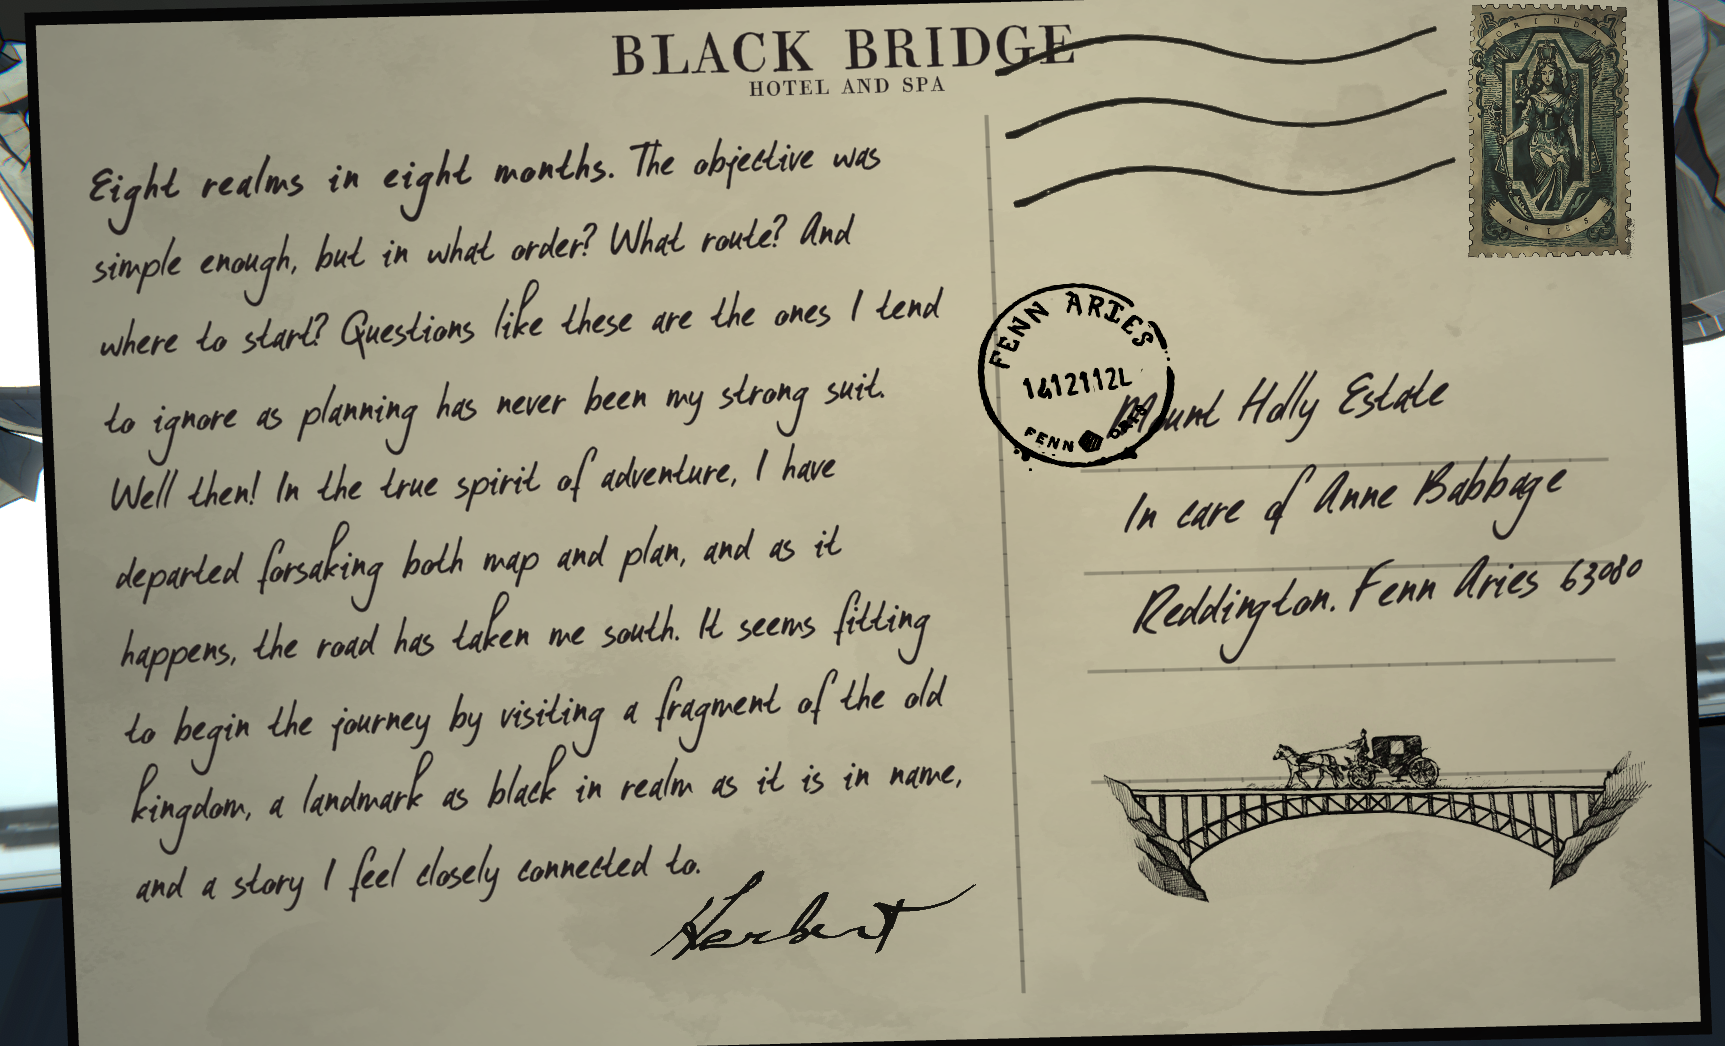 BLACK BRIDGE
HOTEL AND SPA
Eight realms in eight months. The objective was
simple enough, but in what order? What route? And
where to start? Questions like these are the ones I tend
to ignore as planning has never been my strong suit.
Well then! In the true spirit of adventure, I have
departed forsaking both map and plan, and as it
happens, the road has taken me south. It seems fitting
to begin the journey by visiting a fragment of the old
kingdom, a landmark as black in realm as it is in name,
and a story I feel closely connected to.
Herbert
FENN ARIES
FENN
Mount Holly Estate
In care of Anne Babbage
Reddington. Fenn Aries 63080